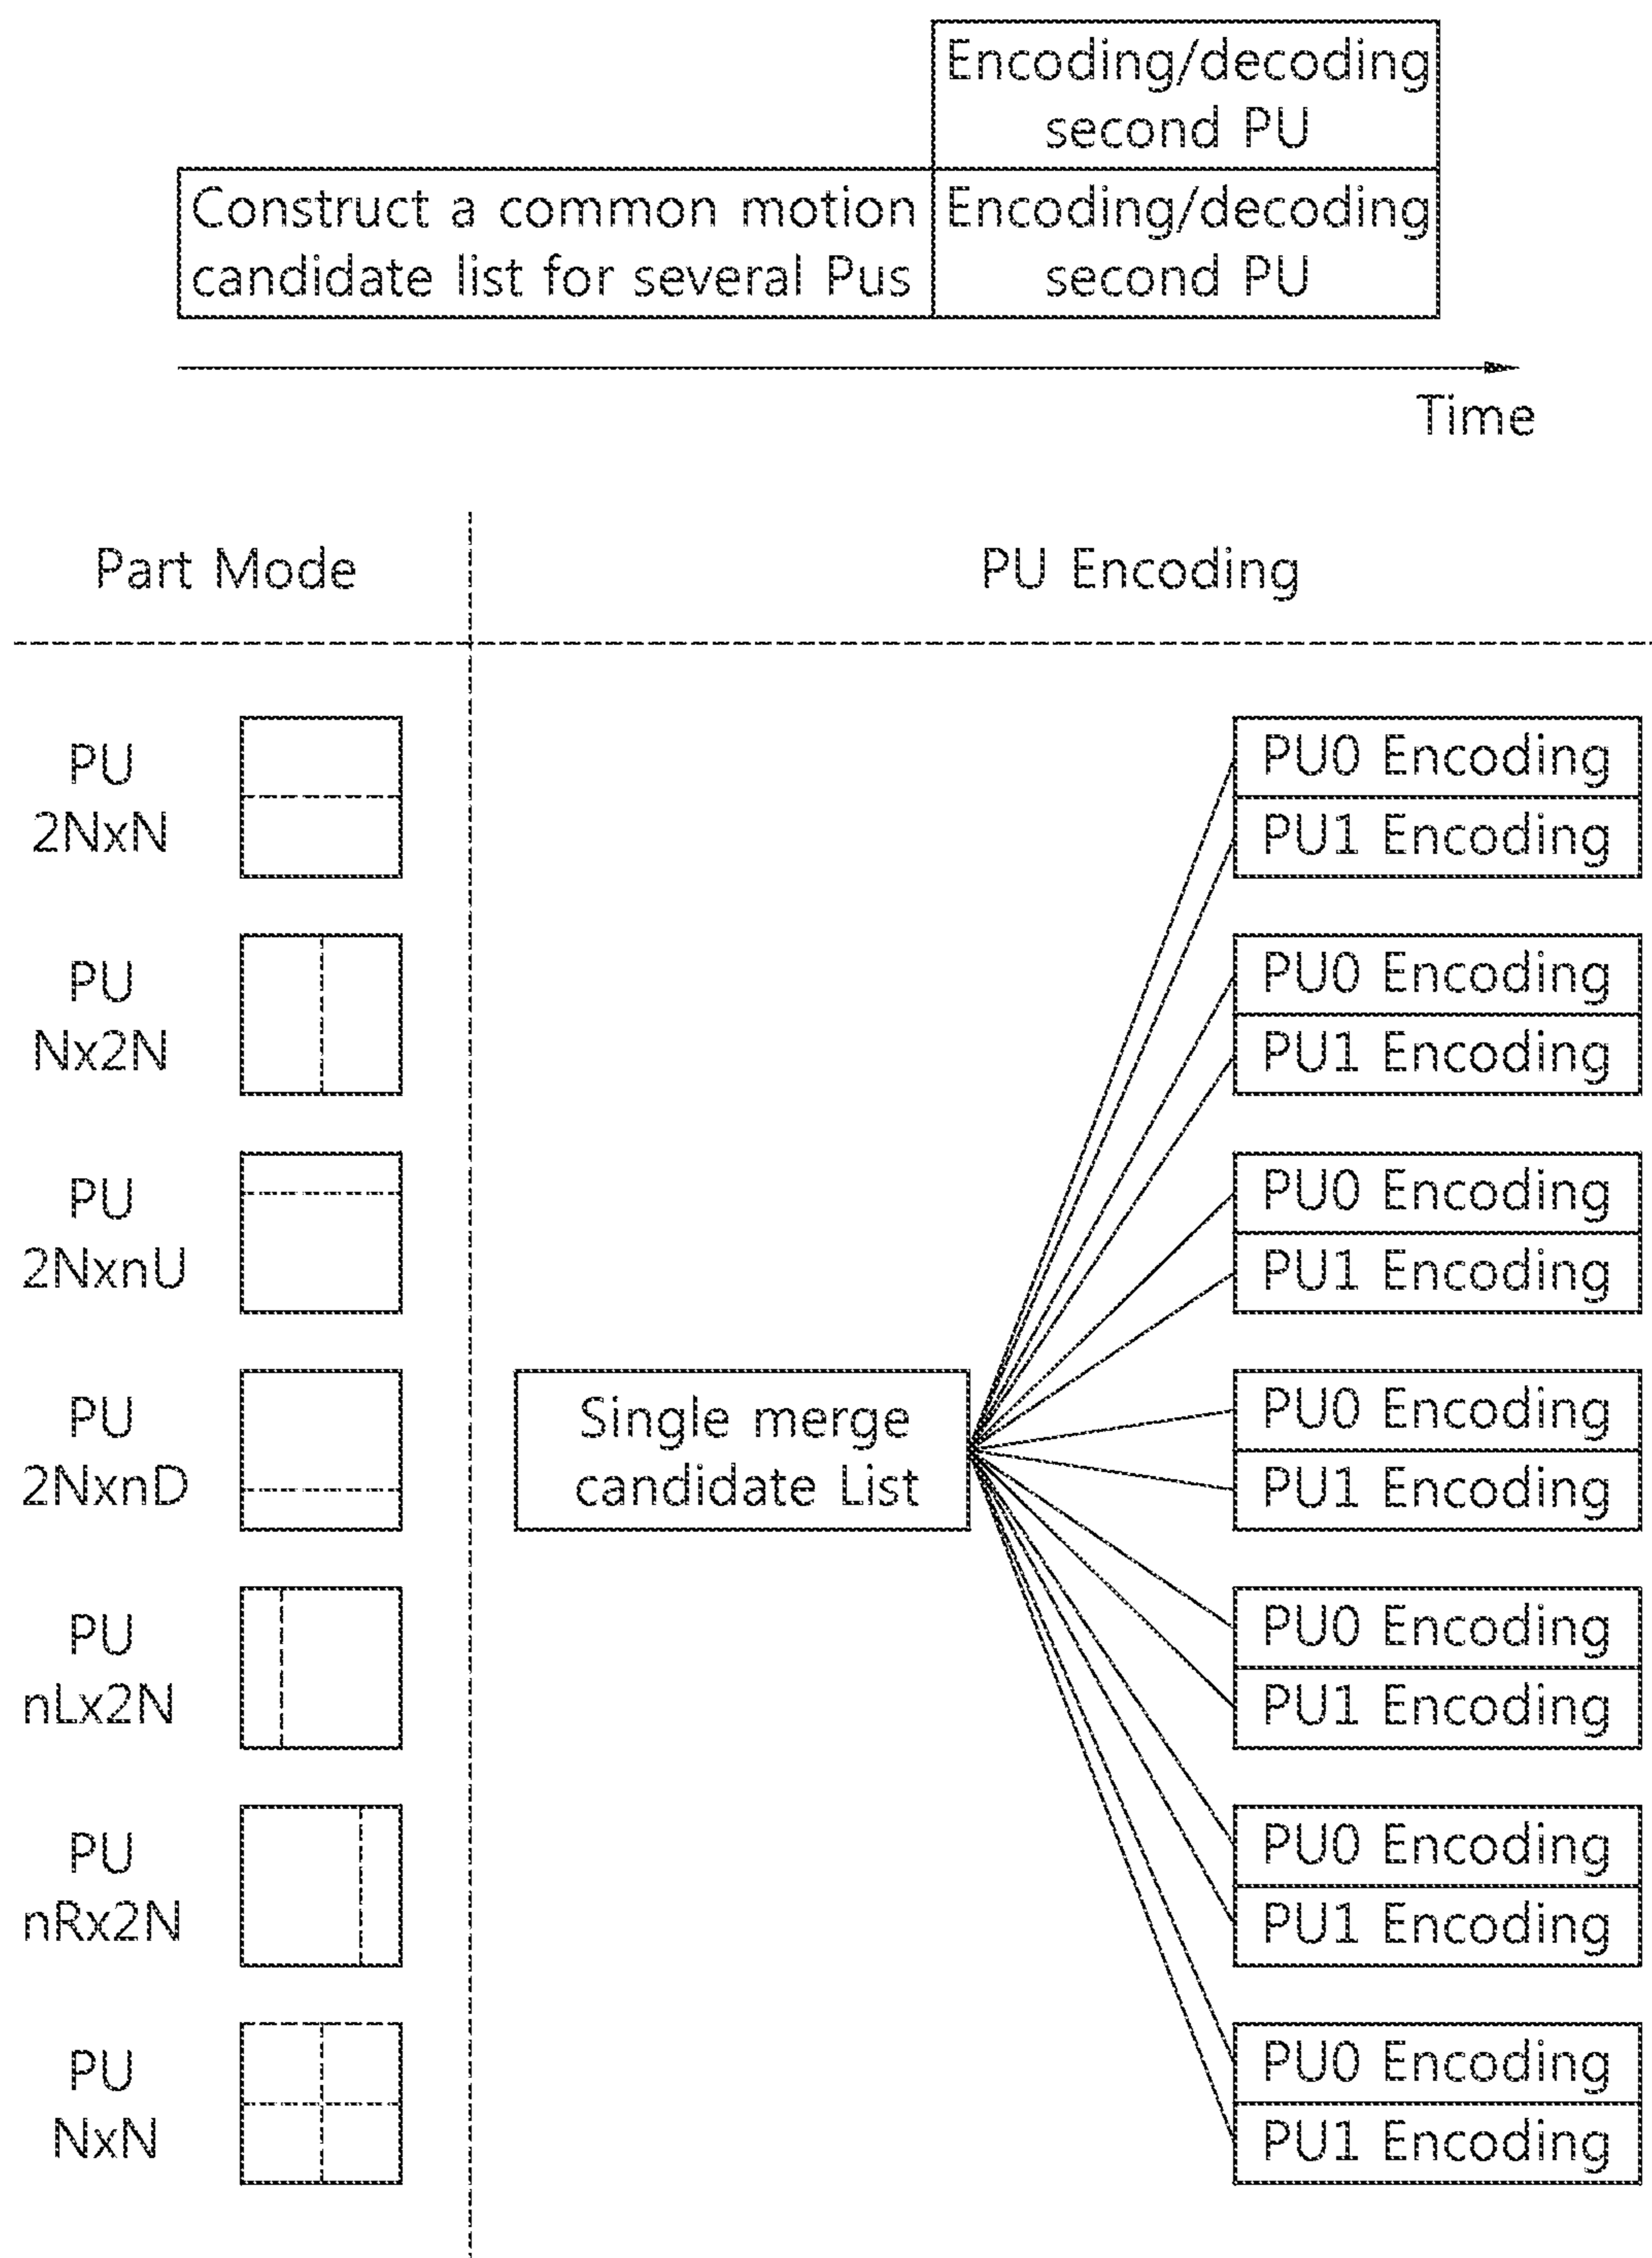 Encoding/decoding
second PU
Construct a common motion
candidate list for several Pus
Encoding/decoding
second PU
Time
Part Mode
PU Encoding
PU
2NxN
PU0 Encoding
PU1 Encoding
PU
Nx2N
PU0 Encoding
PU1 Encoding
PU
2NxnU
PU0 Encoding
PU1 Encoding
PU
2NxnD
Single merge
candidate List
PU0 Encoding
PU1 Encoding
PU
nLx2N
PU0 Encoding
PU1 Encoding
PU
nRx2N
PU0 Encoding
PU1 Encoding
PU
NxN
PU0 Encoding
PU1 Encoding